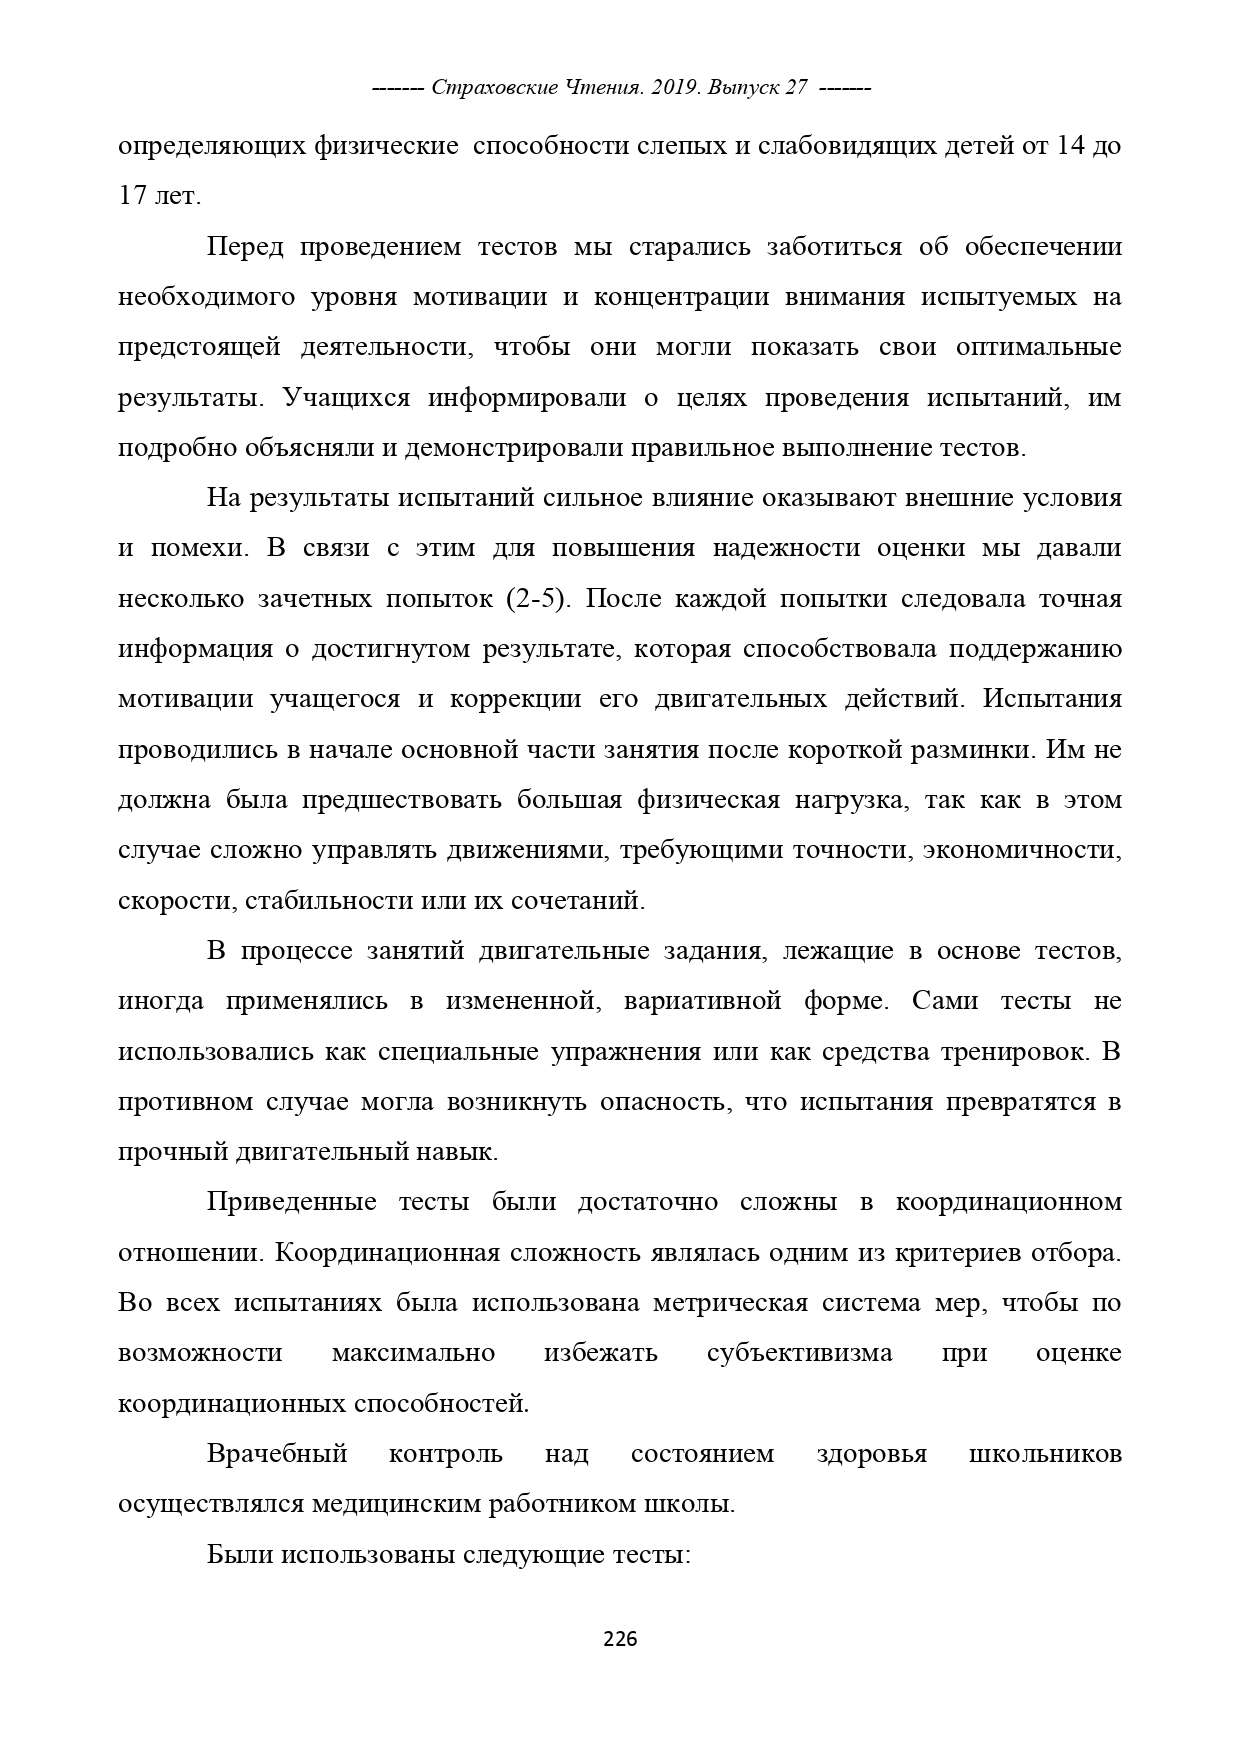 ------- Страховские Чтения. 2019. Выпуск 27 -------
определяющих физические способности слепых и слабовидящих детей от 14 до
17 лет.
Перед проведением тестов мы старались заботиться об обеспечении
необходимого уровня мотивации и концентрации внимания испытуемых на
предстоящей деятельности, чтобы они могли показать свои оптимальные
результаты. Учащихся информировали о целях проведения испытаний, им
подробно объясняли и демонстрировали правильное выполнение тестов.
На результаты испытаний сильное влияние оказывают внешние условия
и помехи. В связи с этим для повышения надежности оценки мы давали
несколько зачетных попыток (2-5). После каждой попытки следовала точная
информация о достигнутом результате, которая способствовала поддержанию
мотивации учащегося и коррекции его двигательных действий. Испытания
проводились в начале основной части занятия после короткой разминки. Им не
должна была предшествовать большая физическая нагрузка, так как в этом
случае сложно управлять движениями, требующими точности, экономичности,
скорости, стабильности или их сочетаний.
В процессе занятий двигательные задания, лежащие в основе тестов,
иногда применялись в измененной, вариативной форме. Сами тесты не
использовались как специальные упражнения или как средства тренировок. В
противном случае могла возникнуть опасность, что испытания превратятся в
прочный двигательный навык.
Приведенные тесты были достаточно сложны в координационном
отношении. Координационная сложность являлась одним из критериев отбора.
Во всех испытаниях была использована метрическая система мер, чтобы по
возможности максимально избежать субъективизма при оценке
координационных способностей.
Врачебный контроль над состоянием здоровья школьников
осуществлялся медицинским работником школы.
Были использованы следующие тесты:
226